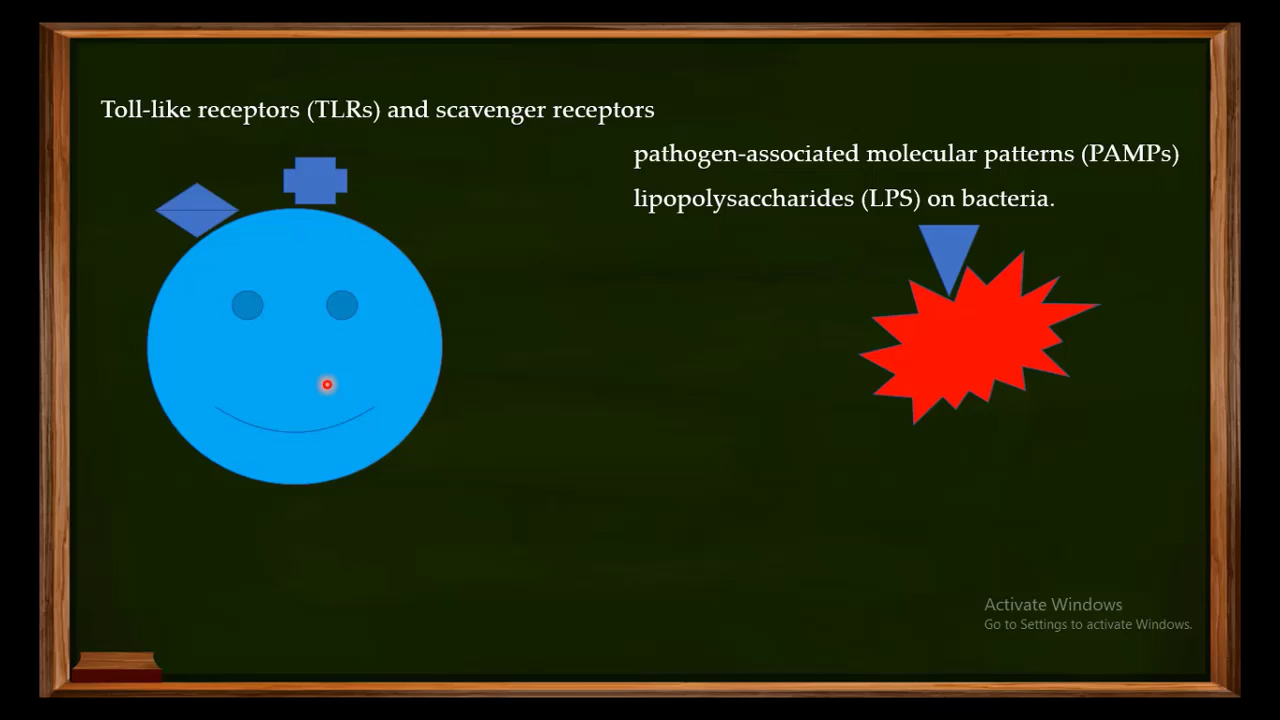 Toll-like receptors (TLRs) and scavenger receptors
pathogen-associated molecular patterns (PAMPs)
lipopolysaccharides (LPS) on bacteria.
Activate Windows
Go to Settings to activate Windows.